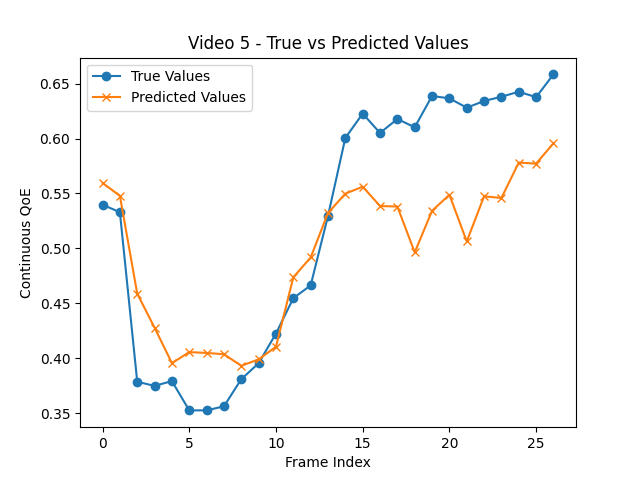 Video 5 - True vs Predicted Values
True Values
Predicted Values
Continuous QoE
0.65
0.60
0.55
0.50
0.45
0.40
0.35
0 5 10 15 20 25
Frame Index